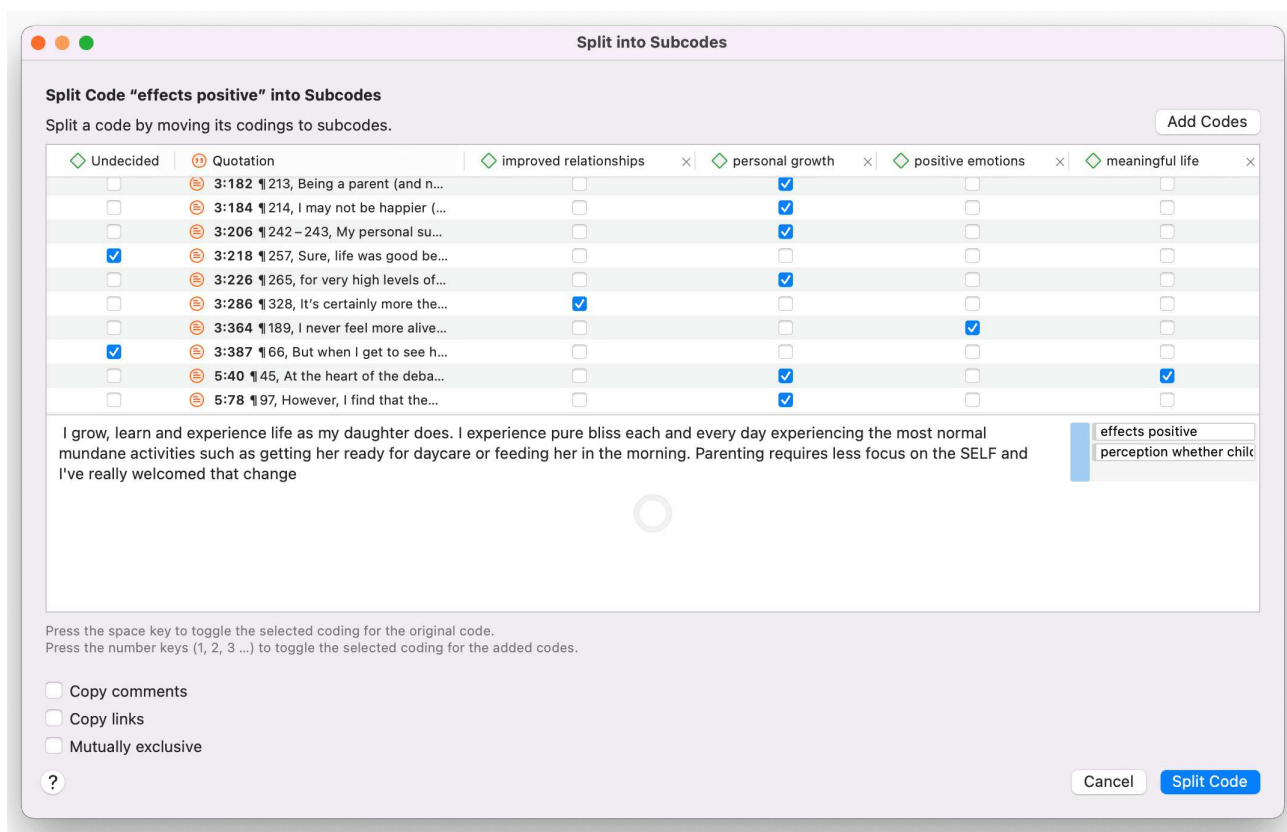 Split into Subcodes
Split Code “effects positive” into Subcodes
Split a code by moving its codings to subcodes.
Add Codes
Undecided Quotation improved relationships × personal growth × positive emotions × meaningful life ×
3:182 ¶213, Being a parent (and n...
3:184 ¶214, I may not be happier (...
3:206 ¶242–243, My personal su...
3:218 ¶257, Sure, life was good be...
3:226 ¶265, for very high levels of...
3:286 ¶328, It's certainly more the...
3:364 ¶189, I never feel more alive...
3:387 ¶66, But when I get to see h...
5:40 ¶45, At the heart of the deba...
5:78 ¶97, However, I find that the...
I grow, learn and experience life as my daughter does. I experience pure bliss each and every day experiencing the most normal
mundane activities such as getting her ready for daycare or feeding her in the morning. Parenting requires less focus on the SELF and
I've really welcomed that change
effects positive
perception whether chilc
Press the space key to toggle the selected coding for the original code.
Press the number keys (1, 2, 3 ...) to toggle the selected coding for the added codes.
Copy comments
Copy links
Mutually exclusive
?
Cancel
Split Code